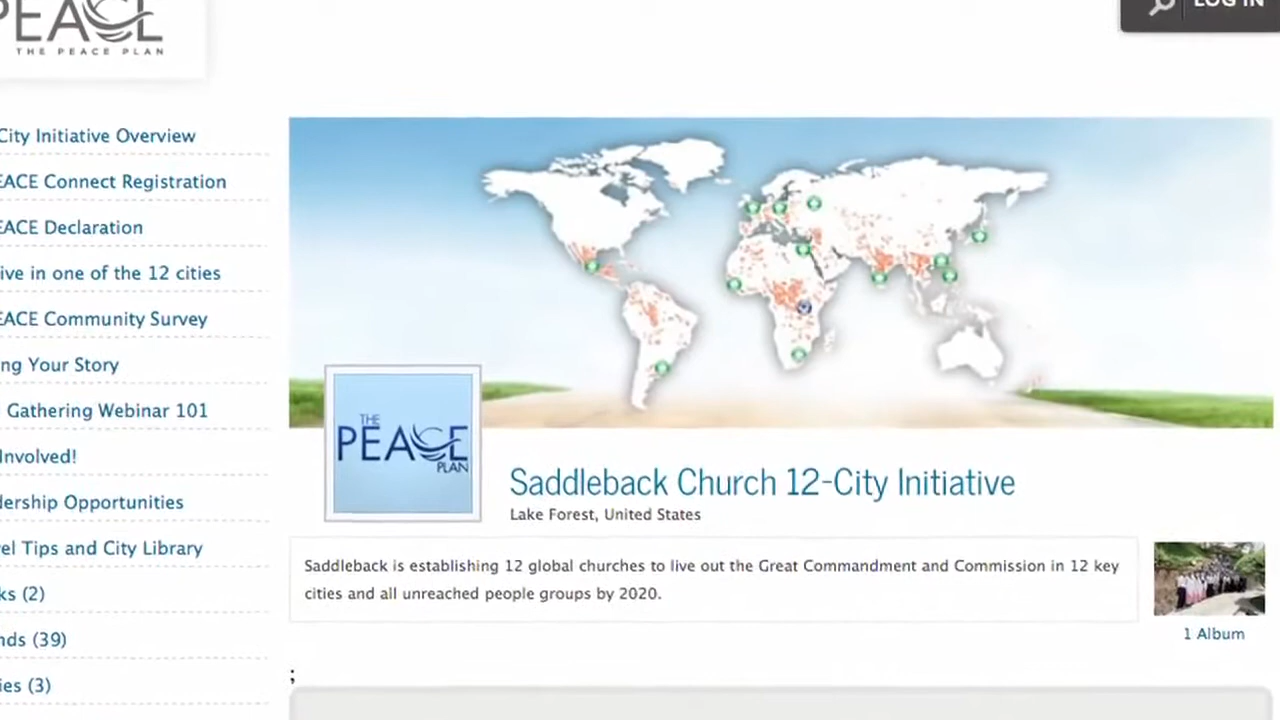 PEACE
THE PEACE PLAN
LOG IN
City Initiative Overview
EACE Connect Registration
EACE Declaration
ive in one of the 12 cities
EACE Community Survey
ng Your Story
Gathering Webinar 101
Involved!
dership Opportunities
el Tips and City Library
ks (2)
nds (39)
ies (3)
THE
PEACE
PLAN
Saddleback Church 12-City Initiative
Lake Forest, United States
Saddleback is establishing 12 global churches to live out the Great Commandment and Commission in 12 key
cities and all unreached people groups by 2020.
1 Album
;